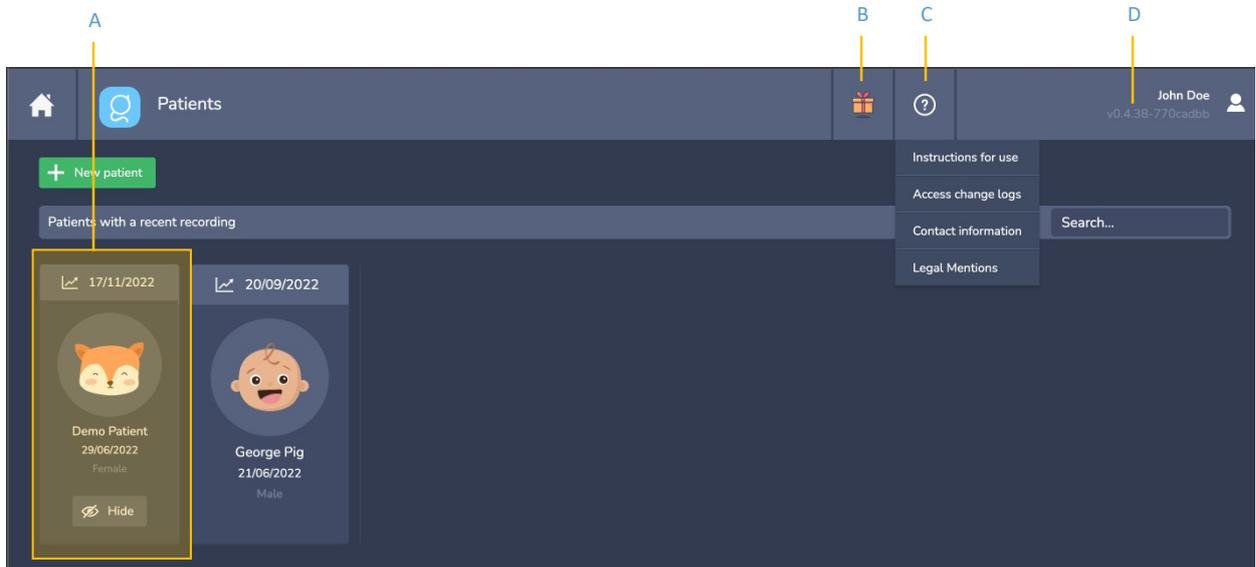 A
B
C
D
Patients
John Doe
v0.4.38-770cadbb
New patient
Instructions for use
Access change logs
Contact information
Legal Mentions
Patients with a recent recording
Search...
17/11/2022
Demo Patient
29/06/2022
Female
Hide
20/09/2022
George Pig
21/06/2022
Male